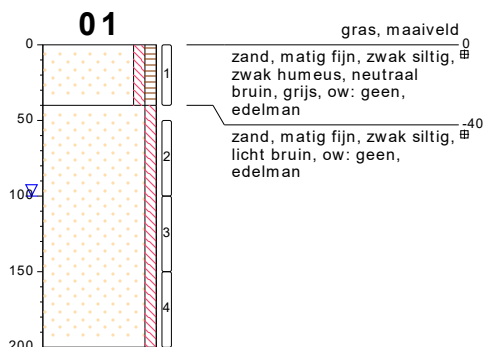 01
gras, maaiveld
0
0
zand, matig fijn, zwak siltig,
zwak humeus, neutraal
bruin, grijs, ow: geen,
edelman
1
50
-40
zand, matig fijn, zwak siltig,
licht bruin, ow: geen,
edelman
2
100
3
150
4
200